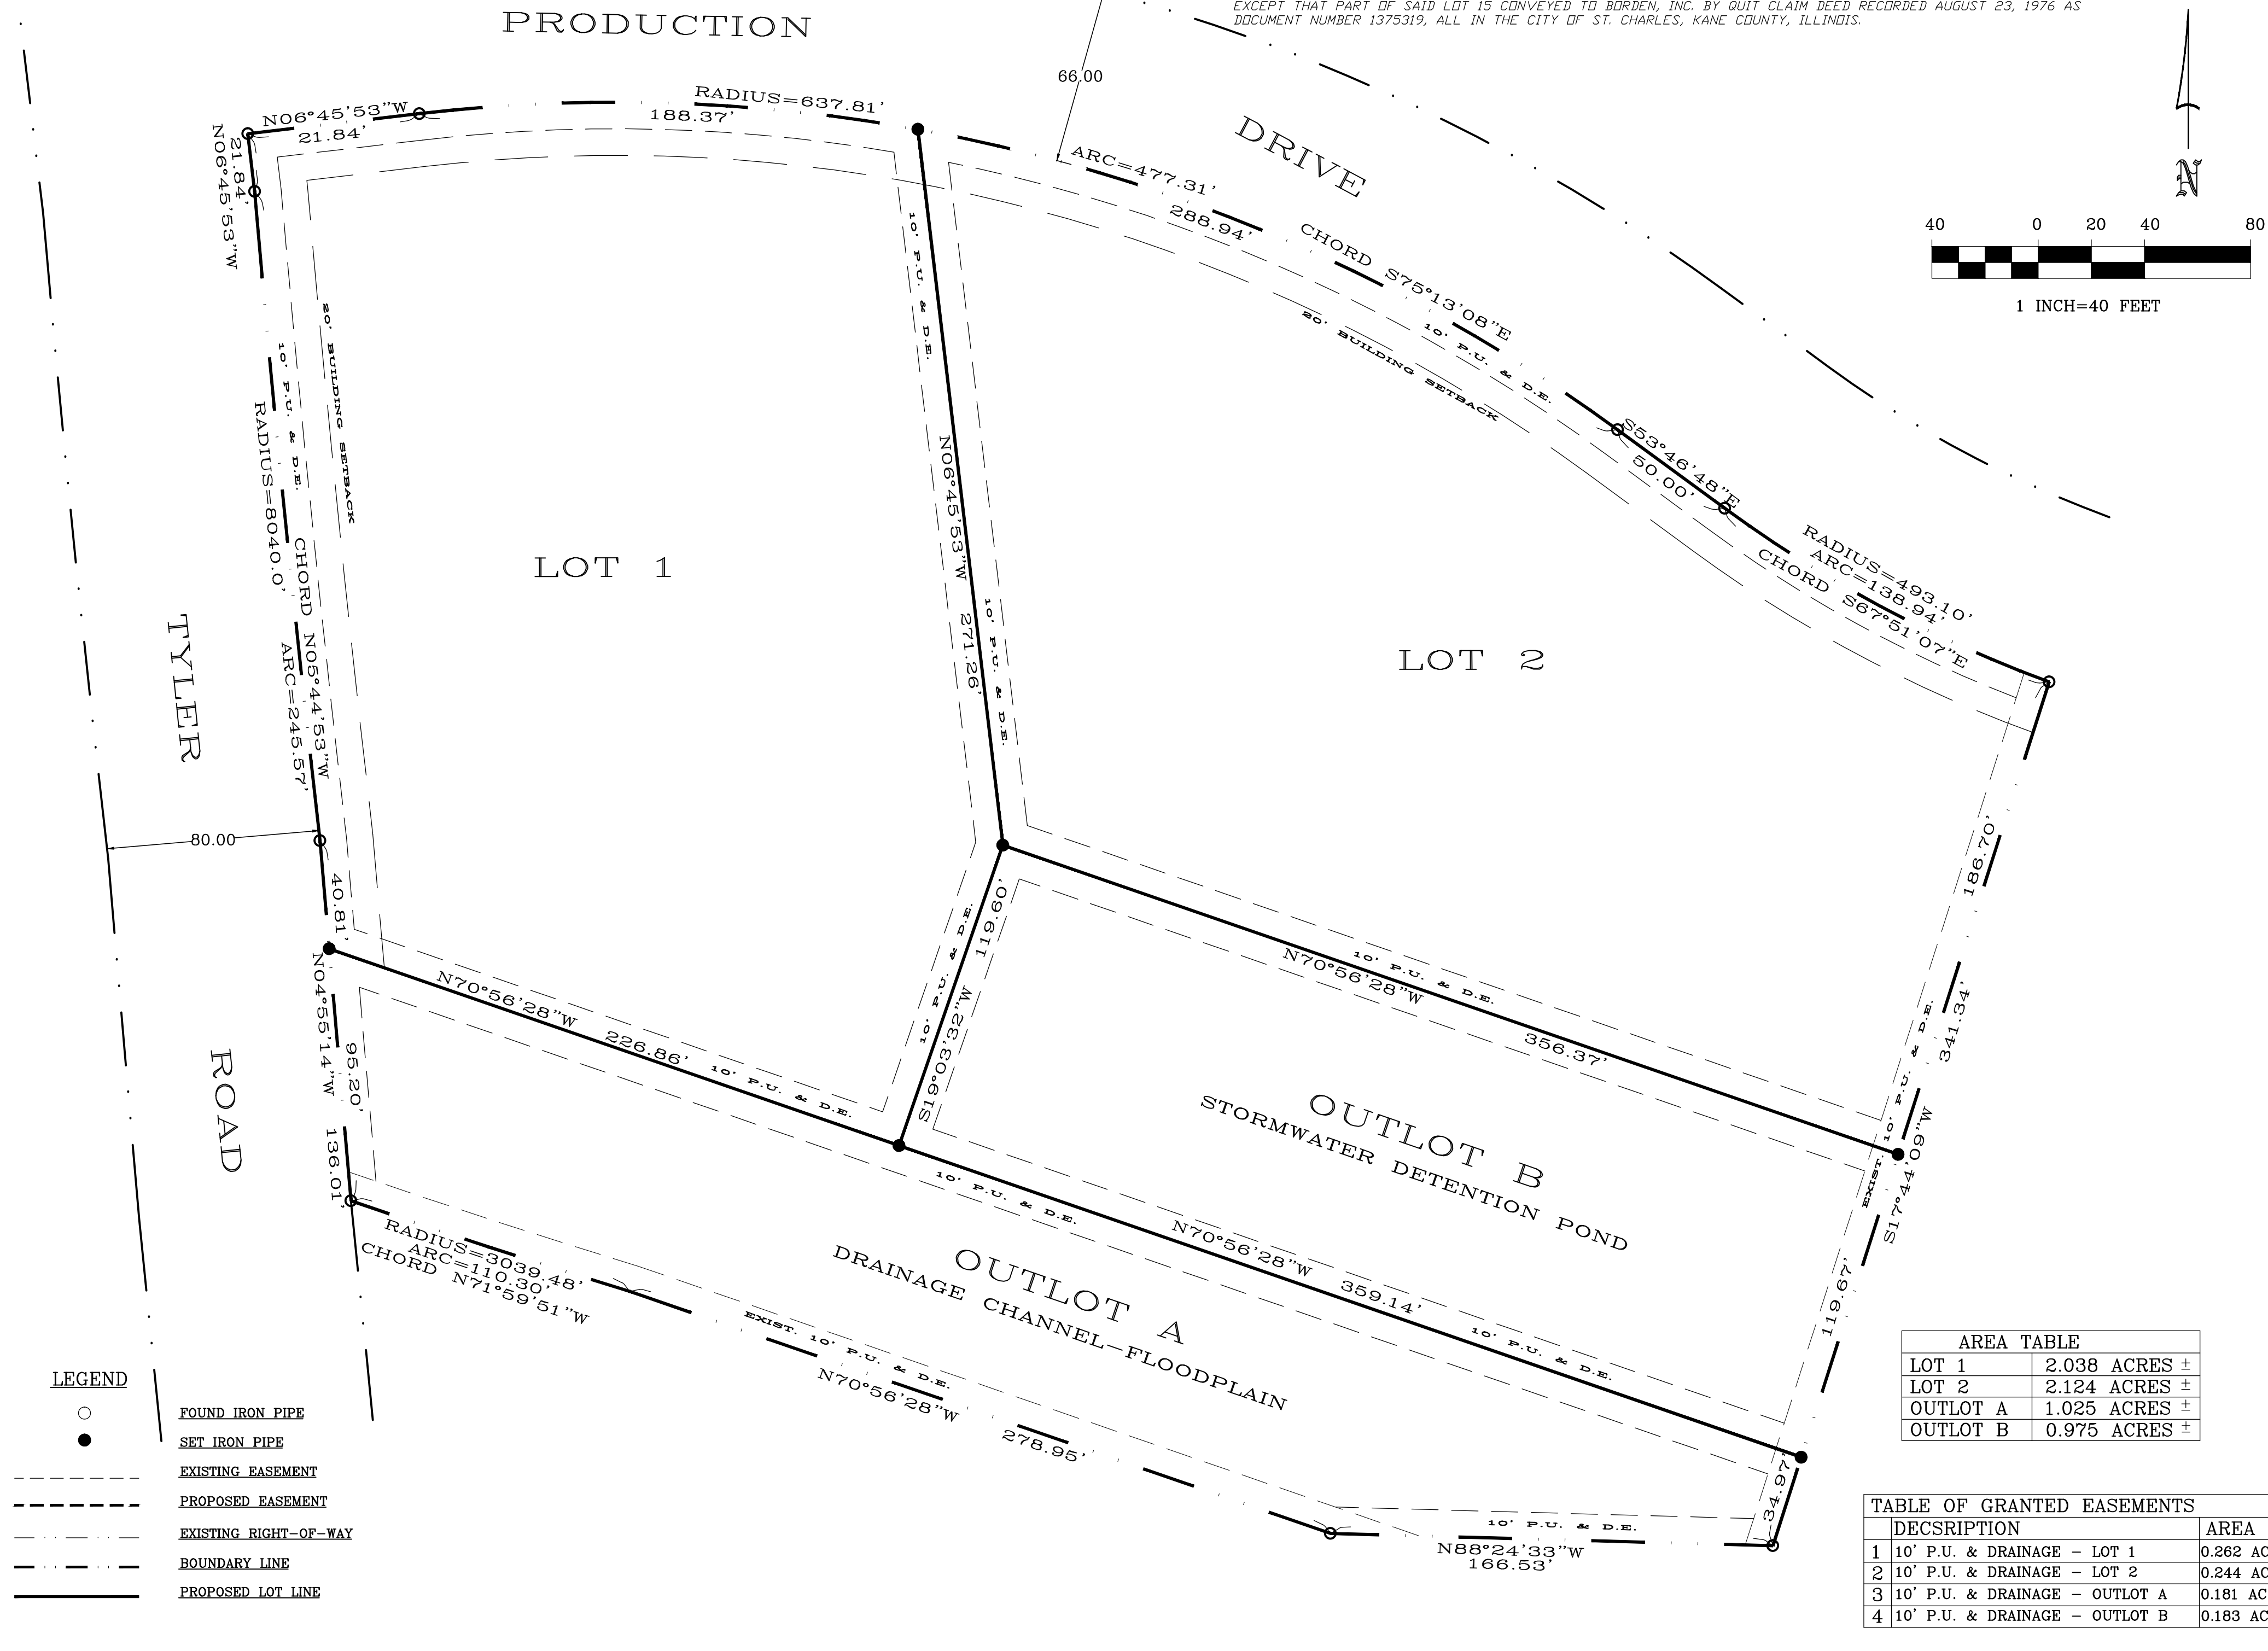 EXCEPT THAT PART OF SAID LOT 15 CONVEYED TO BORDEN, INC. BY QUIT CLAIM DEED RECORDED AUGUST 23, 1976 AS
DOCUMENT NUMBER 1375319, ALL IN THE CITY OF ST. CHARLES, KANE COUNTY, ILLINOIS.
PRODUCTION
DRIVE
66.00
N
40 0 20 40 80
1 INCH=40 FEET
N06°45'53"W
21.84'
RADIUS=637.81'
188.37'
21.84'
N06°45'53"W
ARC=477.31'
288.94'
CHORD S75°13'08"E
10' P.U. & D.E.
20' BUILDING SETBACK
S53°46'48"E
50.00'
RADIUS=493.10'
ARC=138.94'
CHORD S67°51'07"E
20' BUILDING SETBACK
10' P.U. & D.E.
RADIUS=8040.0'
CHORD N05°44'53"W
ARC=245.57'
10' P.U. & D.E.
N06°45'53"W 271.26'
10' P.U. & D.E.
LOT 1
LOT 2
TYLER
ROAD
80.00
40.81'
N04°55'14"W
95.20'
136.01'
N70°56'28"W 226.86'
10' P.U. & D.E.
10' P.U. & D.E.
S19°03'32"W 119.60'
10' P.U. & D.E.
N70°56'28"W 356.37'
186.70'
341.34'
EXIST. 10' P.U. & D.E.
S17°44'09"W
119.67'
34.97'
OUTLOT B
STORMWATER DETENTION POND
10' P.U. & D.E.
N70°56'28"W 359.14'
10' P.U. & D.E.
OUTLOT A
DRAINAGE CHANNEL-FLOODPLAIN
RADIUS=3039.48'
ARC=110.30'
CHORD N71°59'51"W
EXIST. 10' P.U. & D.E.
N70°56'28"W 278.95'
10' P.U. & D.E.
N88°24'33"W
166.53'
LEGEND
FOUND IRON PIPE
SET IRON PIPE
EXISTING EASEMENT
PROPOSED EASEMENT
EXISTING RIGHT-OF-WAY
BOUNDARY LINE
PROPOSED LOT LINE
AREA TABLE
LOT 1 2.038 ACRES ±
LOT 2 2.124 ACRES ±
OUTLOT A 1.025 ACRES ±
OUTLOT B 0.975 ACRES ±
TABLE OF GRANTED EASEMENTS
DECSRIPTION AREA
1 10' P.U. & DRAINAGE - LOT 1 0.262 AC
2 10' P.U. & DRAINAGE - LOT 2 0.244 AC
3 10' P.U. & DRAINAGE - OUTLOT A 0.181 AC
4 10' P.U. & DRAINAGE - OUTLOT B 0.183 AC